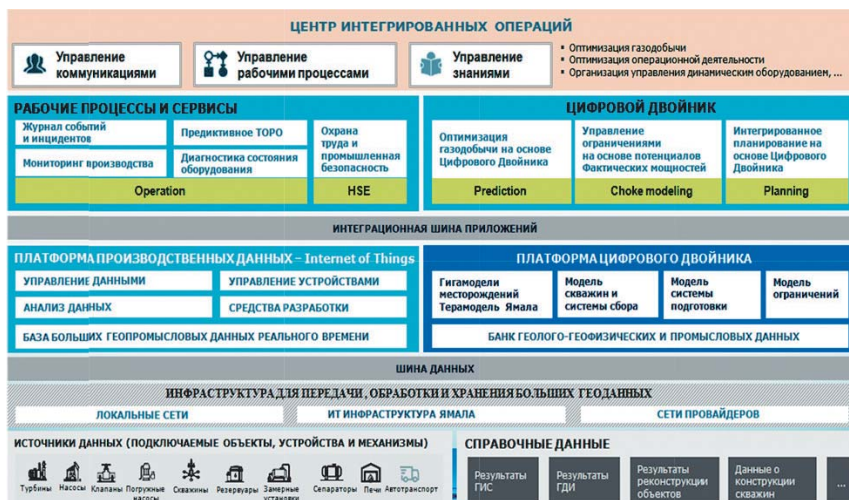 ЦЕНТР ИНТЕГРИРОВАННЫХ ОПЕРАЦИЙ
Управление
коммуникациями
Управление
рабочими процессами
Управление
знаниями
▪ Оптимизация газодобычи
▪ Оптимизация операционной деятельности
▪ Организация управления динамическим оборудованием, ...
РАБОЧИЕ ПРОЦЕССЫ И СЕРВИСЫ
Журнал событий
и инцидентов
Предиктивное ТОРО
Охрана
труда и
промышленная
безопасность
Мониторинг производства
Диагностика состояния
оборудования
Operation
HSE
ЦИФРОВОЙ ДВОЙНИК
Оптимизация
газодобычи на основе
Цифрового Двойника
Управление
ограничениями
на основе потенциалов
Фактических мощностей
Интегрированное
планирование на
основе Цифрового
Двойника
Prediction
Choke modeling
Planning
ИНТЕГРАЦИОННАЯ ШИНА ПРИЛОЖЕНИЙ
ПЛАТФОРМА ПРОИЗВОДСТВЕННЫХ ДАННЫХ – Internet of Things
УПРАВЛЕНИЕ ДАННЫМИ
УПРАВЛЕНИЕ УСТРОЙСТВАМИ
АНАЛИЗ ДАННЫХ
СРЕДСТВА РАЗРАБОТКИ
БАЗА БОЛЬШИХ ГЕОПРОМЫСЛОВЫХ ДАННЫХ РЕАЛЬНОГО ВРЕМЕНИ
ПЛАТФОРМА ЦИФРОВОГО ДВОЙНИКА
Гигамодели
месторождений
Терамодель Ямала
Модель
скважин и
системы сбора
Модель
системы
подготовки
Модель
ограничений
БАНК ГЕОЛОГО-ГЕОФИЗИЧЕСКИХ И ПРОМЫСЛОВЫХ ДАННЫХ
ШИНА ДАННЫХ
ИНФРАСТРУКТУРА ДЛЯ ПЕРЕДАЧИ, ОБРАБОТКИ И ХРАНЕНИЯ БОЛЬШИХ ГЕОДАННЫХ
ЛОКАЛЬНЫЕ СЕТИ
ИТ ИНФРАСТРУКТУРА ЯМАЛА
СЕТИ ПРОВАЙДЕРОВ
ИСТОЧНИКИ ДАННЫХ (ПОДКЛЮЧАЕМЫЕ ОБЪЕКТЫ, УСТРОЙСТВА И МЕХАНИЗМЫ)
Турбины
Насосы
Клапаны
Погружные
насосы
Скважины
Резервуары
Замерные
установки
Сепараторы
Печи
Автотранспорт
СПРАВОЧНЫЕ ДАННЫЕ
Результаты
ГИС
Результаты
ГДИ
Результаты
реконструкции
объектов
Данные о
конструкции
скважин
...